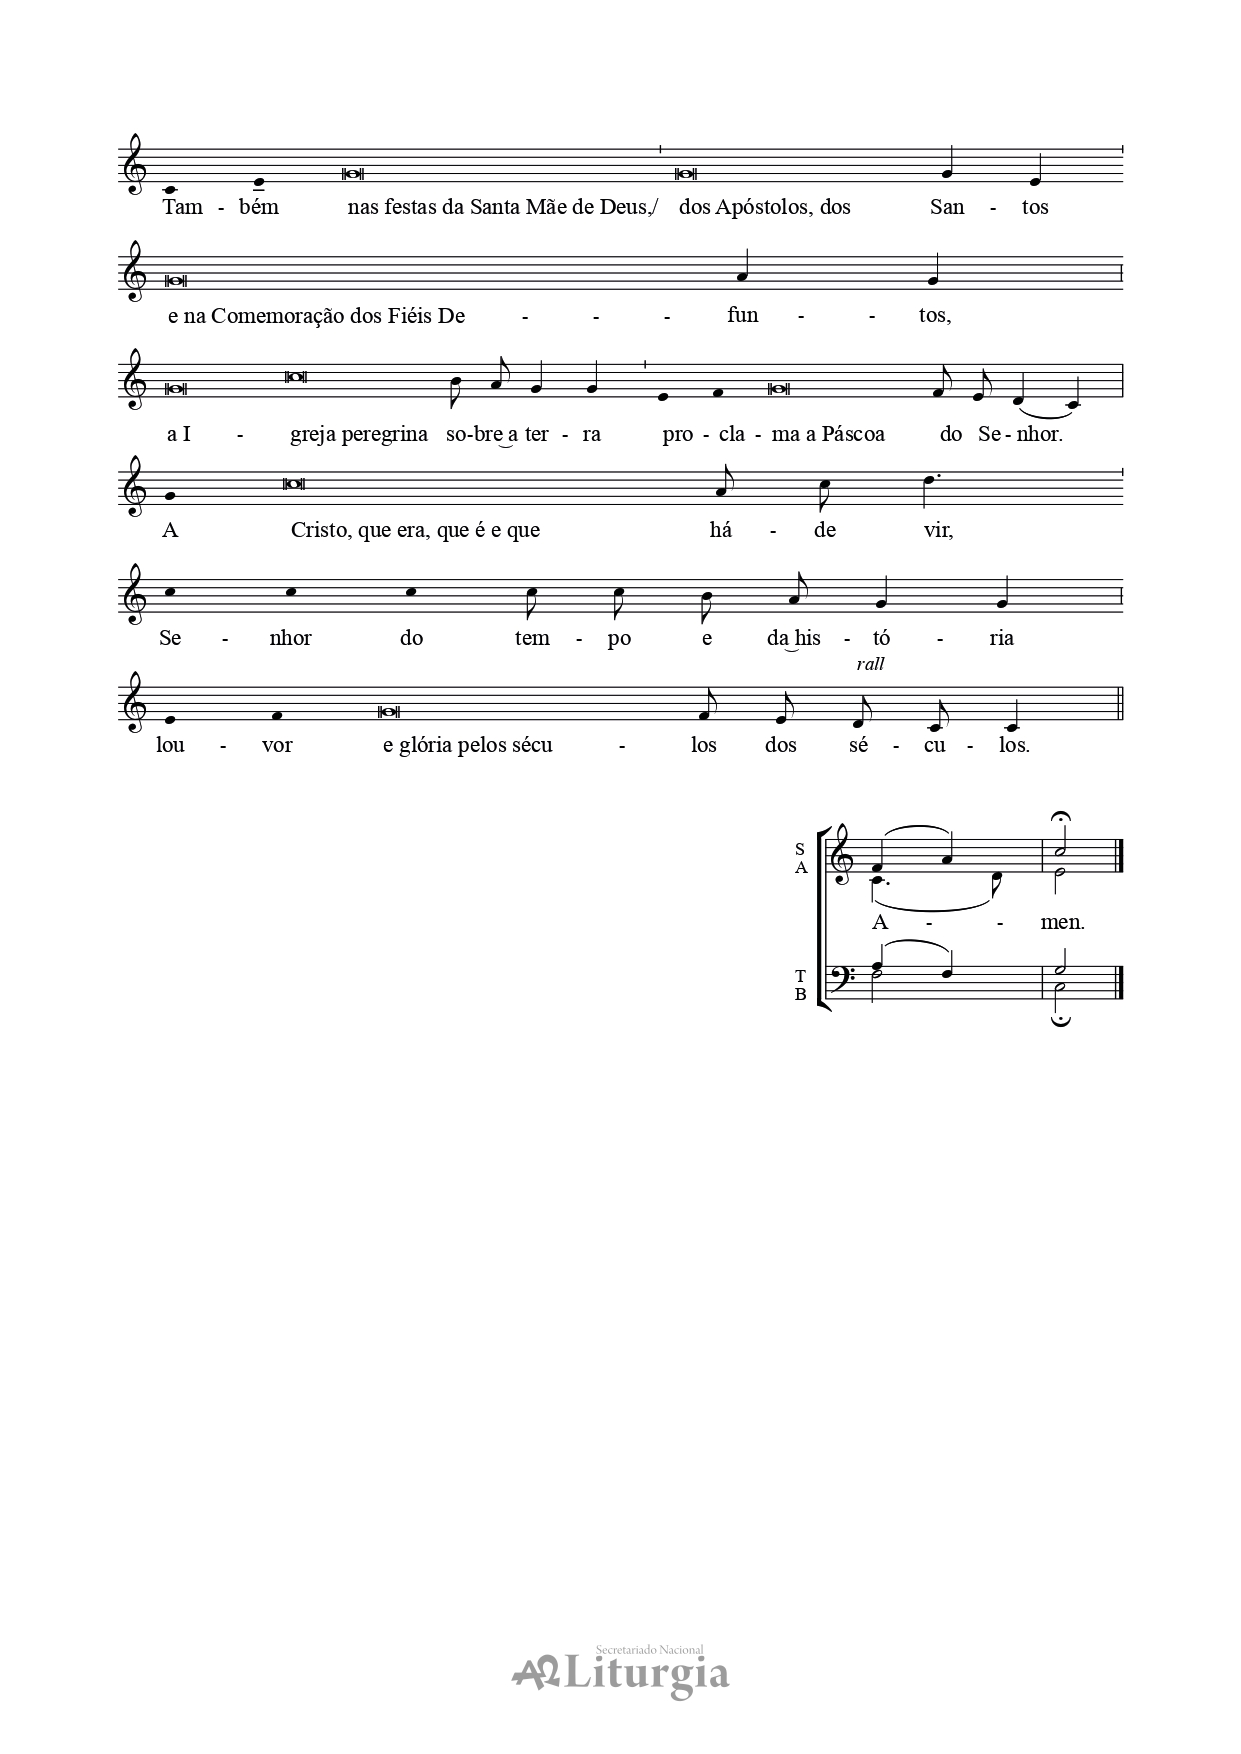 Tam - bém nas festas da Santa Mãe de Deus,/ dos Apóstolos, dos San - tos
e na Comemoração dos Fiéis De - - - fun - - tos,
a I - greja peregrina so-bre‿a ter - ra pro - cla - ma a Páscoa do Se - nhor.
A Cristo, que era, que é e que há - de vir,
Se - nhor do tem - po e da‿his - tó - ria
rall
lou - vor e glória pelos sécu - los dos sé - cu - los.
S
A
A - - men.
T
B
Secretariado Nacional
Liturgia